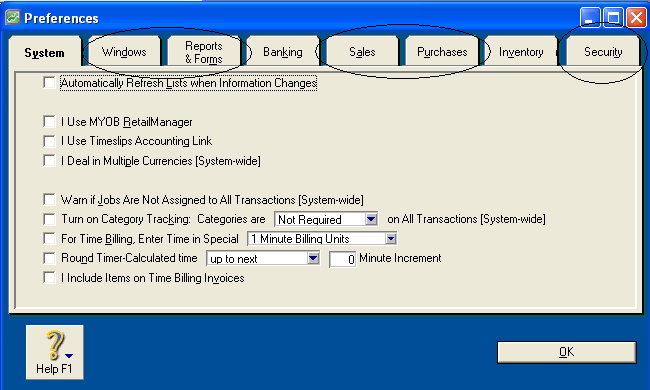 Preferences
System Windows Reports & Forms Banking Sales Purchases Inventory Security
Automatically Refresh Lists when Information Changes
I Use MYOB RetailManager
I Use Timeslips Accounting Link
I Deal in Multiple Currencies [System-wide]
Warn if Jobs Are Not Assigned to All Transactions [System-wide]
Turn on Category Tracking: Categories are Not Required on All Transactions [System-wide]
For Time Billing, Enter Time in Special 1 Minute Billing Units
Round Timer-Calculated time up to next 0 Minute Increment
I Include Items on Time Billing Invoices
Help F1
OK